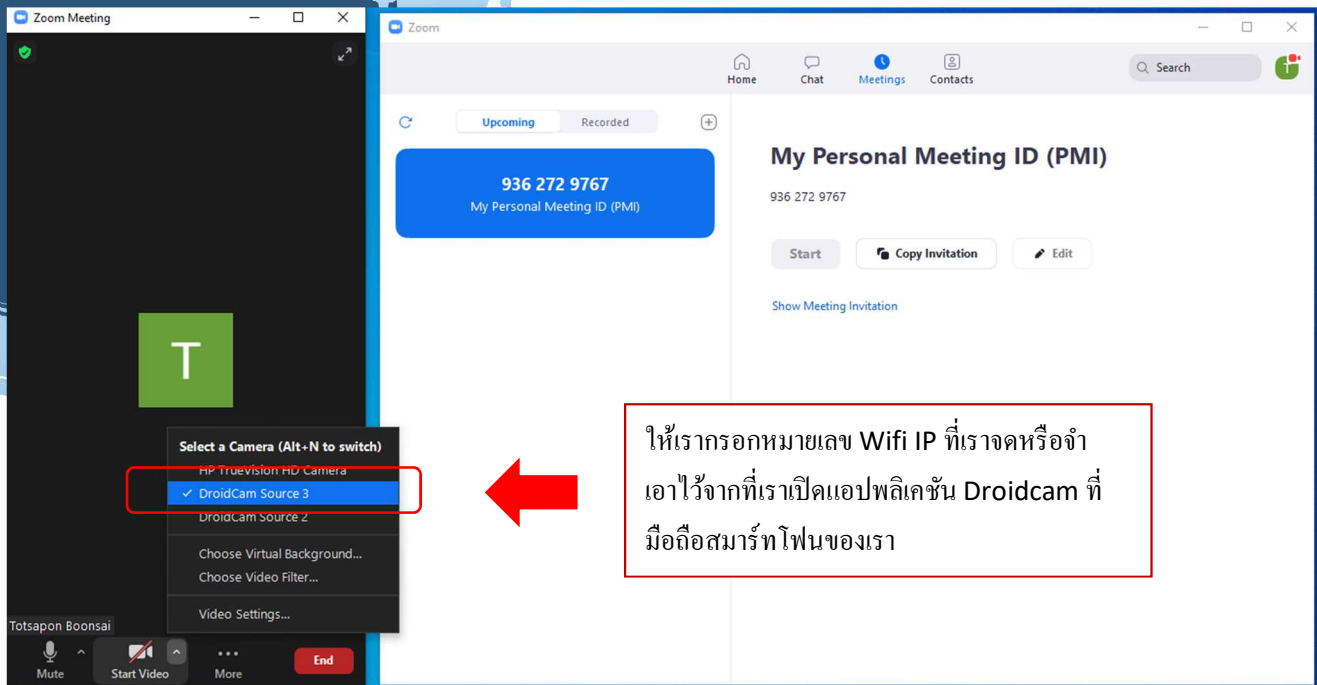 Zoom Meeting
Zoom
Home
Chat
Meetings
Contacts
Search
T
Upcoming
Recorded
936 272 9767
My Personal Meeting ID (PMI)
My Personal Meeting ID (PMI)
936 272 9767
Start
Copy Invitation
Edit
Show Meeting Invitation
T
Select a Camera (Alt+N to switch)
HP TrueVision HD Camera
DroidCam Source 3
DroidCam Source 2
Choose Virtual Background...
Choose Video Filter...
Video Settings...
Totsapon Boonsai
Mute
Start Video
More
End
ให้เรากรอกหมายเลข Wifi IP ที่เราจดหรือจำ
เอาไว้จากที่เราเปิดแอปพลิเคชัน Droidcam ที่
มือถือสมาร์ทโฟนของเรา